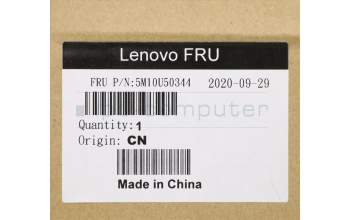 Lenovo FRU
FRU P/N:5M10U50344 2020-09-29
Quantity:1
Origin: CN
Made in China